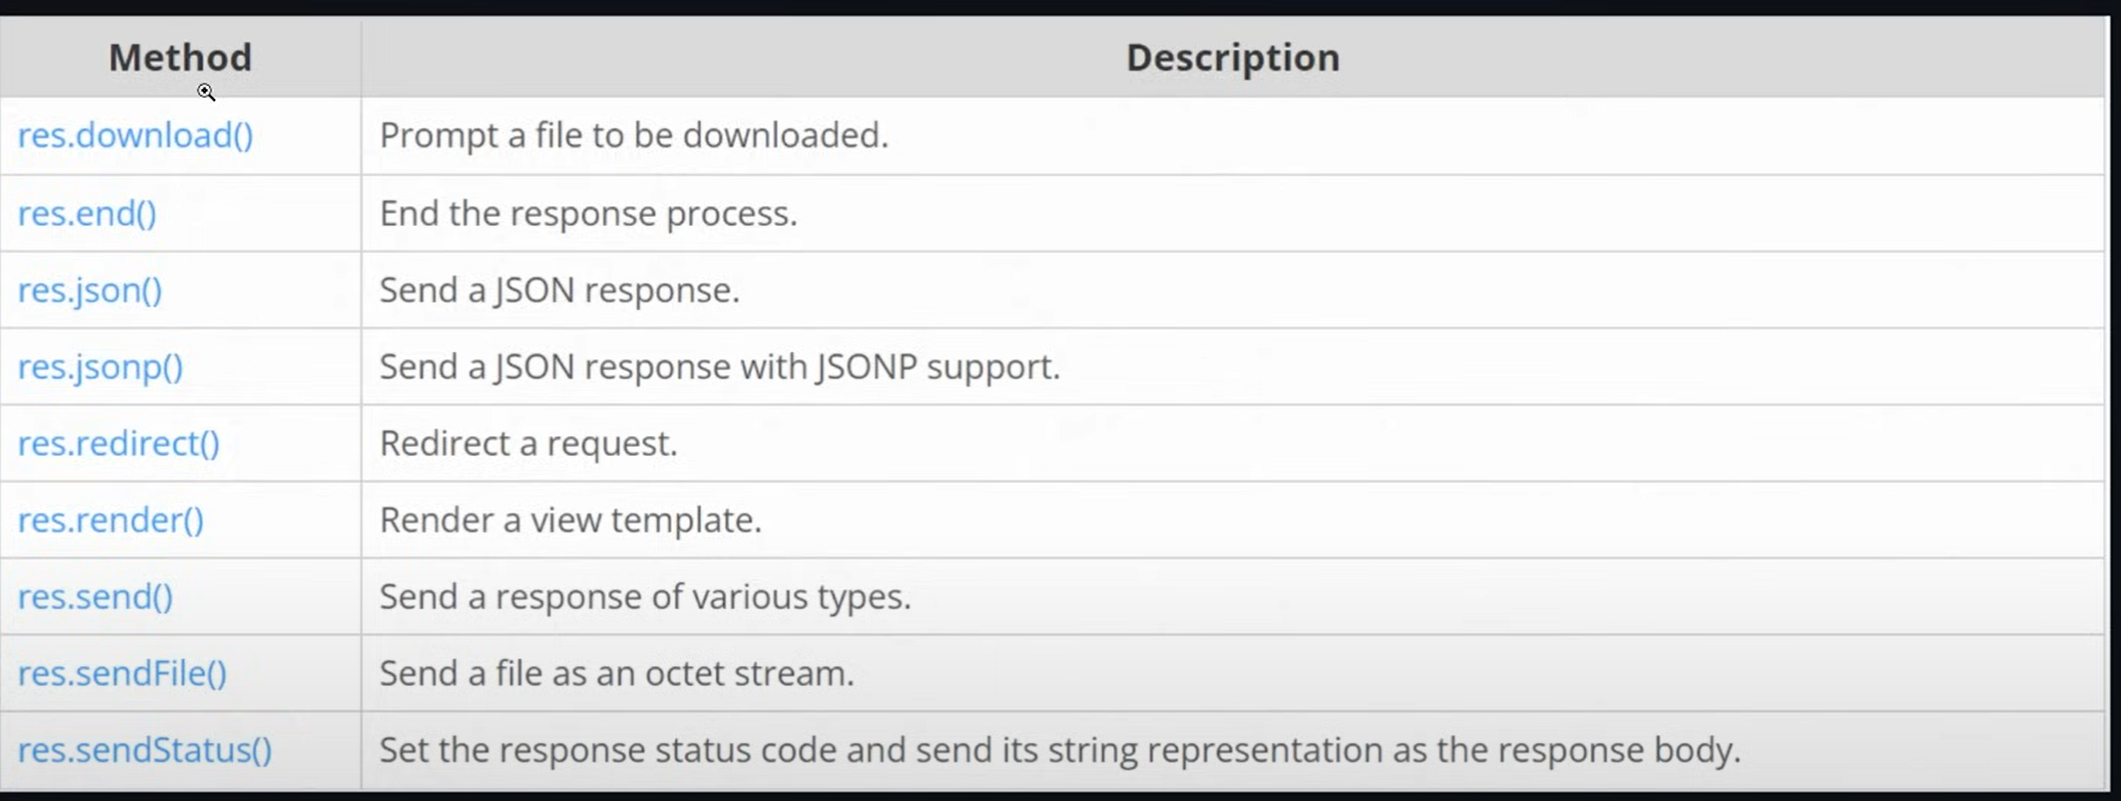 Method Description
res.download() Prompt a file to be downloaded.
res.end() End the response process.
res.json() Send a JSON response.
res.jsonp() Send a JSON response with JSONP support.
res.redirect() Redirect a request.
res.render() Render a view template.
res.send() Send a response of various types.
res.sendFile() Send a file as an octet stream.
res.sendStatus() Set the response status code and send its string representation as the response body.